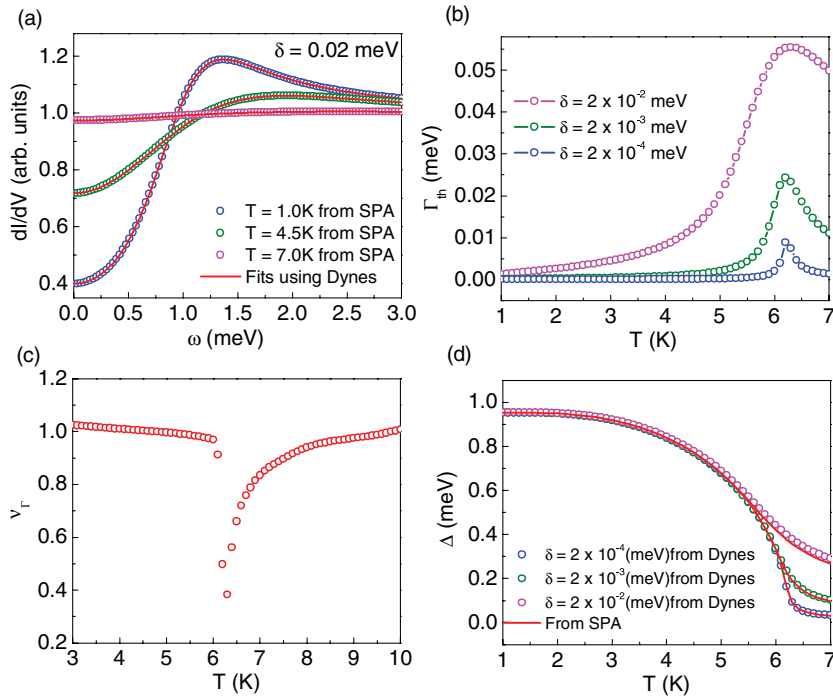 (a)
δ = 0.02 meV
1.2
1.0
0.8
0.6
0.4
dI/dV (arb. units)
T = 1.0K from SPA
T = 4.5K from SPA
T = 7.0K from SPA
Fits using Dynes
0.0 0.5 1.0 1.5 2.0 2.5 3.0
ω (meV)
(b)
0.05
0.04
0.03
0.02
0.01
0.00
Γth (meV)
δ = 2 x 10⁻² meV
δ = 2 x 10⁻³ meV
δ = 2 x 10⁻⁴ meV
1 2 3 4 5 6 7
T (K)
(c)
1.2
1.0
0.8
0.6
0.4
0.2
νΓ
3 4 5 6 7 8 9 10
T (K)
(d)
1.0
0.8
0.6
0.4
0.2
0.0
Δ (meV)
δ = 2 x 10⁻⁴(meV)from Dynes
δ = 2 x 10⁻³(meV)from Dynes
δ = 2 x 10⁻²(meV)from Dynes
From SPA
1 2 3 4 5 6 7
T (K)